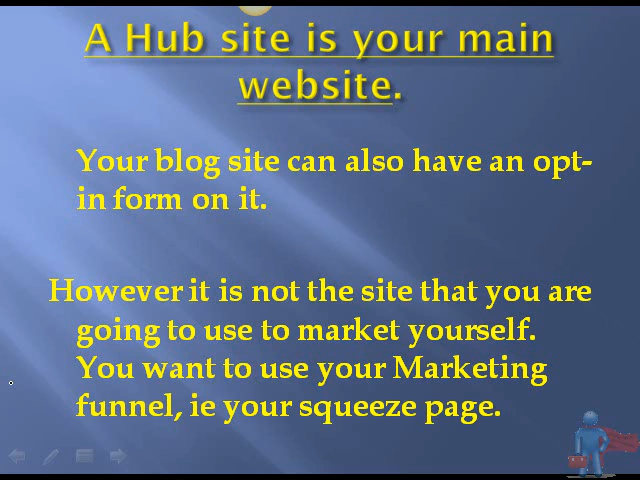 A Hub site is your main
website.
Your blog site can also have an opt-
in form on it.
However it is not the site that you are
going to use to market yourself.
You want to use your Marketing
funnel, ie your squeeze page.